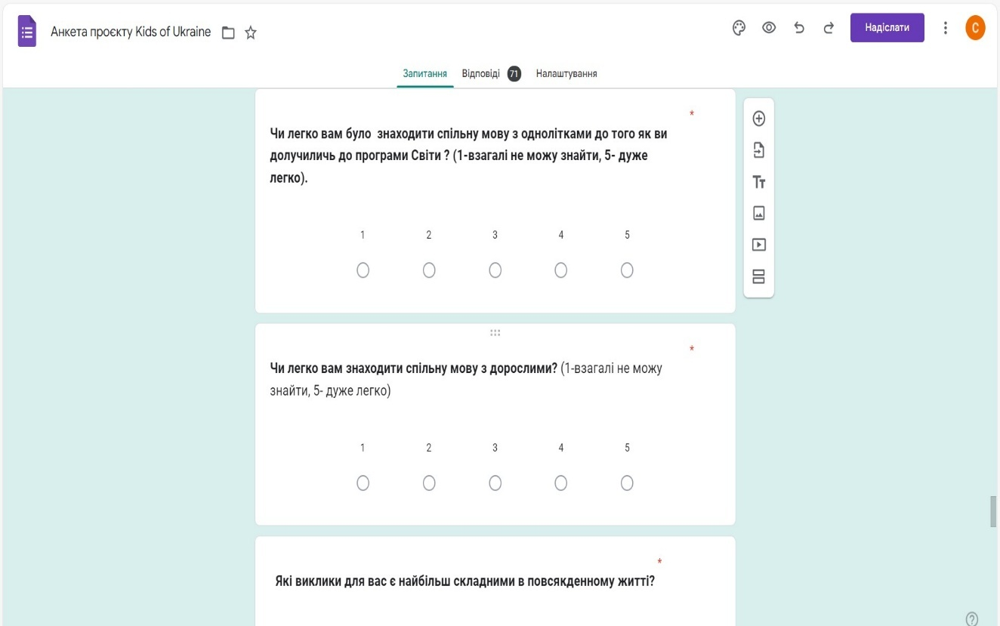 Анкета проєкту Kids of Ukraine
Надіслати
С
Запитання Відповіді 71 Налаштування
*
Чи легко вам було знаходити спільну мову з однолітками до того як ви
долучиличь до програми Світи ? (1-взагалі не можу знайти, 5- дуже
легко).
1 2 3 4 5
*
Чи легко вам знаходити спільну мову з дорослими? (1-взагалі не можу
знайти, 5- дуже легко)
1 2 3 4 5
*
Які виклики для вас є найбільш складними в повсякденному житті?